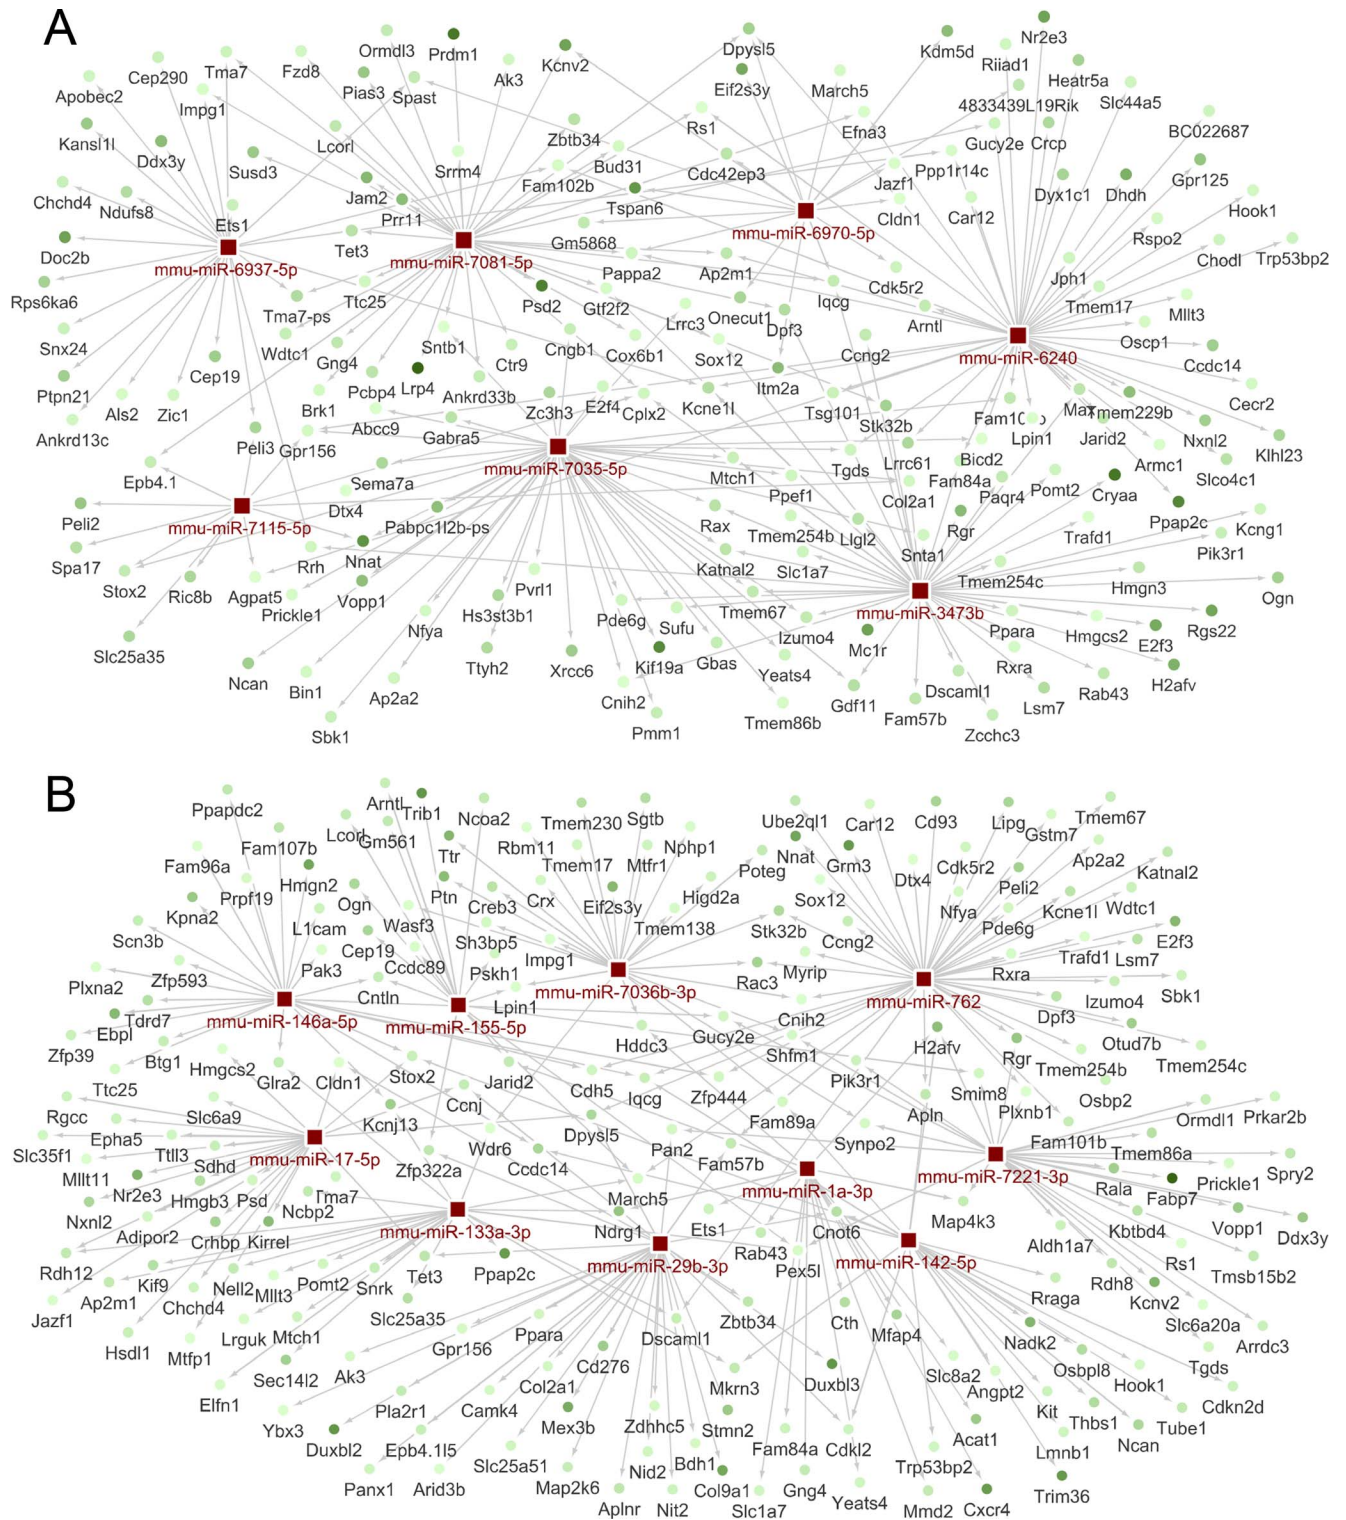 A
Ormdl3 Prdm1 Kcnv2 Dpysl5 Kdm5d Nr2e3
Cep290 Tma7 Fzd8 Ak3 Riiad1
Apobec2 Impg1 Pias3 Spast Eif2s3y March5 Heatr5a
4833439L19Rik Slc44a5
Kansl1l Lcorl Zbtb34 Rs1 Efna3 Gucy2e Crcp BC022687
Ddx3y Susd3 Srrm4 Bud31 Cdc42ep3 Jazf1 Ppp1r14c Gpr125
Chchd4 Ndufs8 Jam2 Fam102b Dyx1c1 Dhdh Hook1
Ets1 Prr11 Tspan6 Cldn1 Car12
mmu-miR-6970-5p Rspo2
Doc2b Tet3 Gm5868 Chodl Trp53bp2
mmu-miR-6937-5p mmu-miR-7081-5p Pappa2 Ap2m1 Jph1
Rps6ka6 Tma7-ps Ttc25 Psd2 Gtf2f2 Iqcg Cdk5r2 Tmem17 Mllt3
Lrrc3 Onecut1 Dpf3 Arntl
Snx24 Wdtc1 Gng4 Sntb1 Ctr9 Cngb1 Cox6b1 Sox12 Ccng2 mmu-miR-6240 Oscp1
Cep19 Ccdc14
Ptpn21 Als2 Zic1 Pcbp4 Lrp4 Ankrd33b Itm2a
Brk1 Zc3h3 E2f4 Cplx2 Kcne1l Tsg101 Max Tmem229b Cecr2
Ankrd13c Abcc9 Gabra5 Stk32b Lpin1 Jarid2 Nxnl2
Peli3 Gpr156 Bicd2 Klhl23
Epb4.1 Sema7a mmu-miR-7035-5p Mtch1 Tgds Lrrc61 Fam84a Armc1 Slco4c1
Ppef1 Col2a1 Paqr4 Pomt2 Cryaa
Dtx4 Pabpc1l2b-ps Ppap2c Kcng1
Peli2 mmu-miR-7115-5p Rax Tmem254b Llgl2 Rgr Trafd1 Pik3r1
Spa17 Rrh Nnat Katnal2 Slc1a7 Snta1
Stox2 Ric8b Agpat5 Prickle1 Vopp1 Pvrl1 Tmem254c Hmgn3 Ogn
Hs3st3b1 Tmem67 mmu-miR-3473b
Nfya Pde6g Sufu Izumo4 Ppara Hmgcs2 E2f3 Rgs22
Slc25a35 Ttyh2 Xrcc6 Kif19a Gbas Yeats4 Mc1r Rxra
Ncan Bin1 Ap2a2 Dscaml1 Rab43 H2afv
Cnih2 Gdf11 Lsm7
Sbk1 Pmm1 Tmem86b Fam57b Zcchc3
B
Ppapdc2 Arntl Trib1 Ncoa2 Tmem230 Sgtb Ube2ql1 Car12 Cd93 Lipg Tmem67
Fam107b Lcorl Gm561 Rbm11 Nphp1 Gstm7
Fam96a Ttr Tmem17 Mtfr1 Poteg Nnat Grm3 Cdk5r2 Ap2a2 Katnal2
Prpf19 Hmgn2 Ptn Crx Eif2s3y Higd2a Sox12 Dtx4 Peli2
Kpna2 Ogn Creb3 Nfya Kcne1l Wdtc1
L1cam Wasf3 Tmem138 Stk32b Pde6g
Scn3b Cep19 Sh3bp5 Ccng2 E2f3
Zfp593 Pak3 Ccdc89 Pskh1 Impg1 Rac3 Myrip Rxra Trafd1 Lsm7
Plxna2 Cntln Lpin1 mmu-miR-7036b-3p mmu-miR-762 Izumo4 Sbk1
Ebpl Tdrd7 mmu-miR-146a-5p mmu-miR-155-5p Cnih2 Dpf3
Zfp39 Btg1 Hddc3 Gucy2e Shfm1 H2afv Otud7b
Ttc25 Hmgcs2 Glra2 Cldn1 Stox2 Jarid2 Cdh5 Iqcg Zfp444 Pik3r1 Rgr Tmem254b Tmem254c
Rgcc Slc6a9 Ccnj Smim8 Osbp2
Epha5 Kcnj13 Fam89a Apln Plxnb1 Ormdl1 Prkar2b
Slc35f1 Ttll3 mmu-miR-17-5p Wdr6 Dpysl5 Pan2 Synpo2 Fam101b Tmem86a
Mllt11 Sdhd Zfp322a Ccdc14 Fam57b mmu-miR-7221-3p Spry2
Nr2e3 Hmgb3 Psd Tma7 March5 mmu-miR-1a-3p Rala Fabp7 Prickle1
Nxnl2 Ncbp2 Map4k3
Adipor2 Crhbp Kirrel mmu-miR-133a-3p Ndrg1 Ets1 Cnot6 Kbtbd4 Vopp1 Ddx3y
Rdh12 Kif9 Rab43 Pex5l mmu-miR-142-5p Aldh1a7 Rs1
Ap2m1 Nell2 Mllt3 Pomt2 Snrk Tet3 Ppap2c mmu-miR-29b-3p Rdh8 Tmsb15b2
Jazf1 Chchd4 Slc25a35 Rraga Kcnv2
Hsdl1 Lrguk Mtch1 Ppara Dscaml1 Zbtb34 Cth Mfap4 Nadk2 Slc6a20a Arrdc3
Mtfp1 Gpr156 Cd276 Osbpl8 Tgds
Sec14l2 Ak3 Col2a1 Mkrn3 Duxbl3 Slc8a2 Angpt2 Hook1
Elfn1 Pla2r1 Camk4 Mex3b Zdhhc5 Stmn2 Kit Thbs1 Tube1 Cdkn2d
Ybx3 Acat1 Ncan
Duxbl2 Epb4.1l5 Slc25a51 Bdh1 Fam84a Cdkl2 Lmnb1
Panx1 Arid3b Map2k6 Nid2 Col9a1 Gng4 Trp53bp2 Trim36
Aplnr Nit2 Slc1a7 Yeats4 Mmd2 Cxcr4